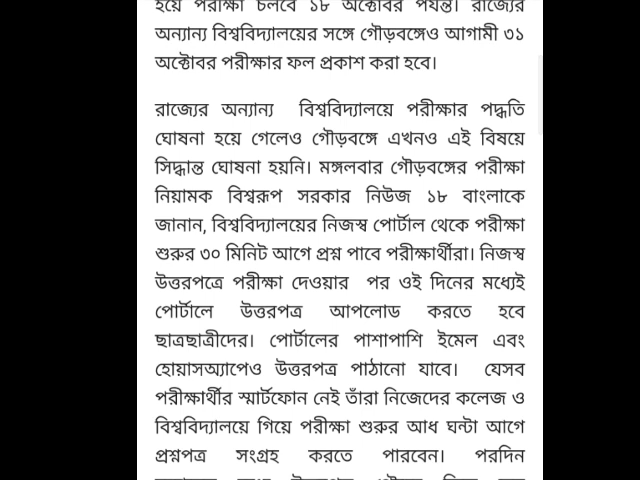 হয়ে পরীক্ষা চলবে ১৮ অক্টোবর পর্যন্ত। রাজ্যের
অন্যান্য বিশ্ববিদ্যালয়ের সঙ্গে গৌড়বঙ্গেও আগামী ৩১
অক্টোবর পরীক্ষার ফল প্রকাশ করা হবে।
রাজ্যের অন্যান্য বিশ্ববিদ্যালয়ে পরীক্ষার পদ্ধতি
ঘোষনা হয়ে গেলেও গৌড়বঙ্গে এখনও এই বিষয়ে
সিদ্ধান্ত ঘোষনা হয়নি। মঙ্গলবার গৌড়বঙ্গের পরীক্ষা
নিয়ামক বিশ্বরূপ সরকার নিউজ ১৮ বাংলাকে
জানান, বিশ্ববিদ্যালয়ের নিজস্ব পোর্টাল থেকে পরীক্ষা
শুরুর ৩০ মিনিট আগে প্রশ্ন পাবে পরীক্ষার্থীরা। নিজস্ব
উত্তরপত্রে পরীক্ষা দেওয়ার পর ওই দিনের মধ্যেই
পোর্টালে উত্তরপত্র আপলোড করতে হবে
ছাত্রছাত্রীদের। পোর্টালের পাশাপাশি ইমেল এবং
হোয়াসঅ্যাপেও উত্তরপত্র পাঠানো যাবে। যেসব
পরীক্ষার্থীর স্মার্টফোন নেই তাঁরা নিজেদের কলেজ ও
বিশ্ববিদ্যালয়ে গিয়ে পরীক্ষা শুরুর আধ ঘন্টা আগে
প্রশ্নপত্র সংগ্রহ করতে পারবেন। পরদিন